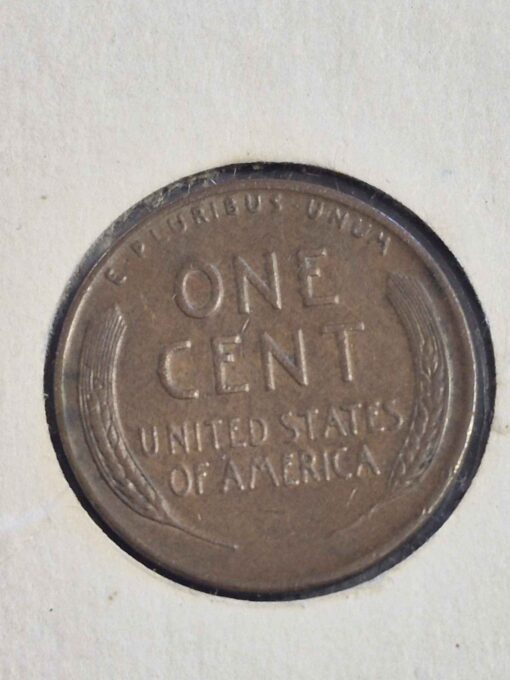 E · PLURIBUS · UNUM
ONE
CENT
UNITED STATES
OF AMERICA